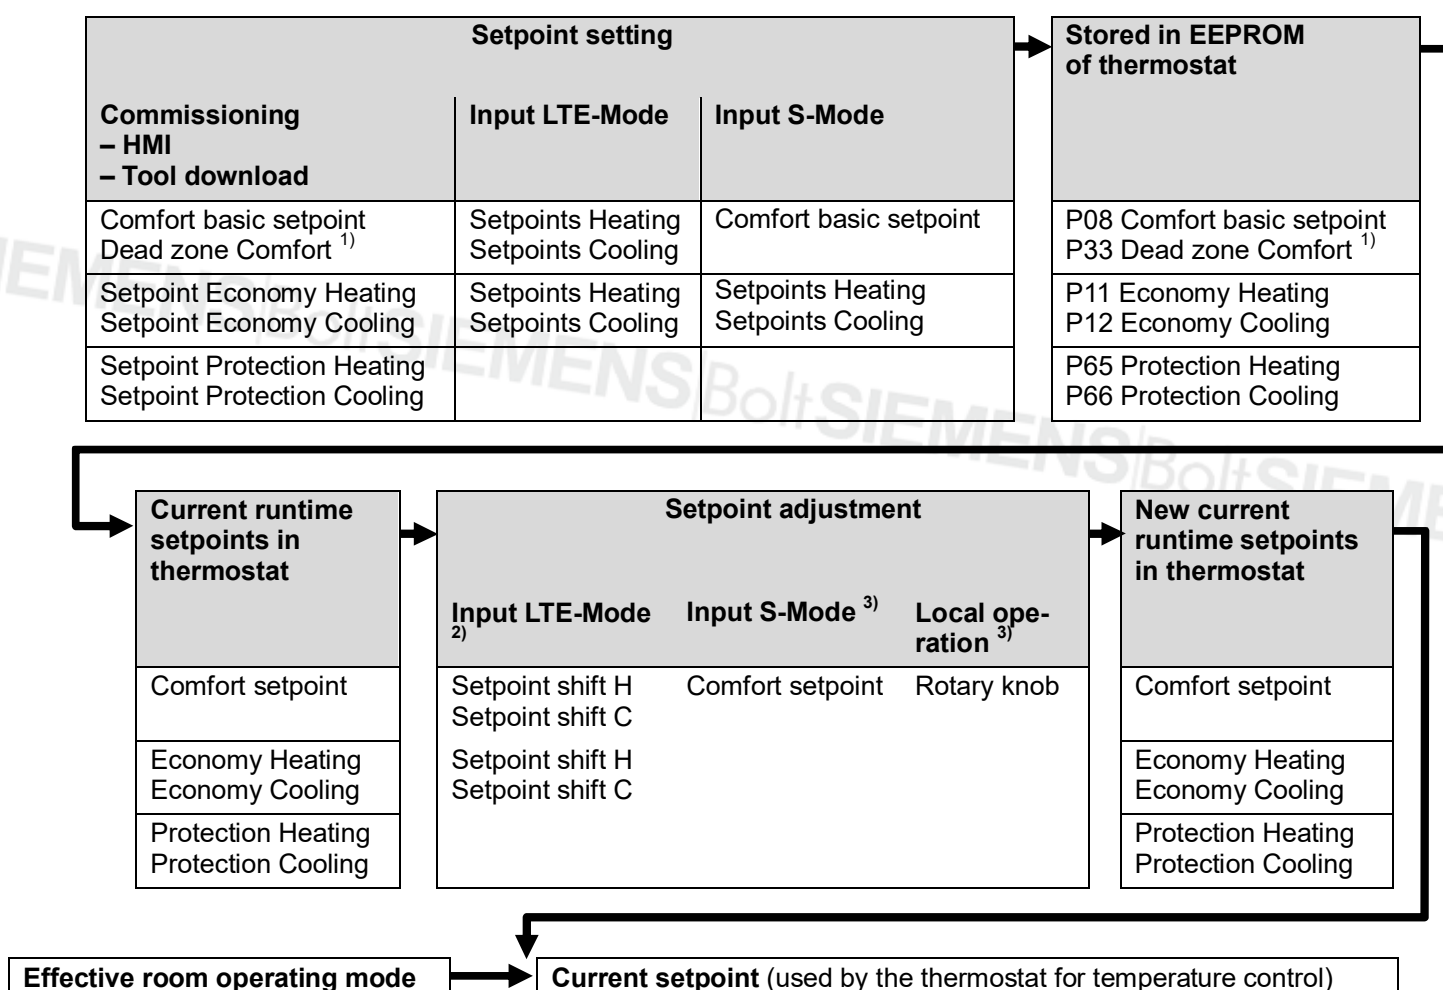 Setpoint setting
Commissioning
– HMI
– Tool download
Input LTE-Mode
Input S-Mode
Comfort basic setpoint
Dead zone Comfort 1)
Setpoints Heating
Setpoints Cooling
Comfort basic setpoint
Setpoint Economy Heating
Setpoint Economy Cooling
Setpoints Heating
Setpoints Cooling
Setpoints Heating
Setpoints Cooling
Setpoint Protection Heating
Setpoint Protection Cooling
Stored in EEPROM
of thermostat
P08 Comfort basic setpoint
P33 Dead zone Comfort 1)
P11 Economy Heating
P12 Economy Cooling
P65 Protection Heating
P66 Protection Cooling
SIEMENS|BoltSIEMENS|BoltSIEMENS|BoltSIEME
Current runtime
setpoints in
thermostat
Comfort setpoint
Economy Heating
Economy Cooling
Protection Heating
Protection Cooling
Setpoint adjustment
Input LTE-Mode
2)
Input S-Mode 3)
Local ope-
ration 3)
Setpoint shift H
Setpoint shift C
Comfort setpoint
Rotary knob
Setpoint shift H
Setpoint shift C
New current
runtime setpoints
in thermostat
Comfort setpoint
Economy Heating
Economy Cooling
Protection Heating
Protection Cooling
Effective room operating mode
Current setpoint (used by the thermostat for temperature control)